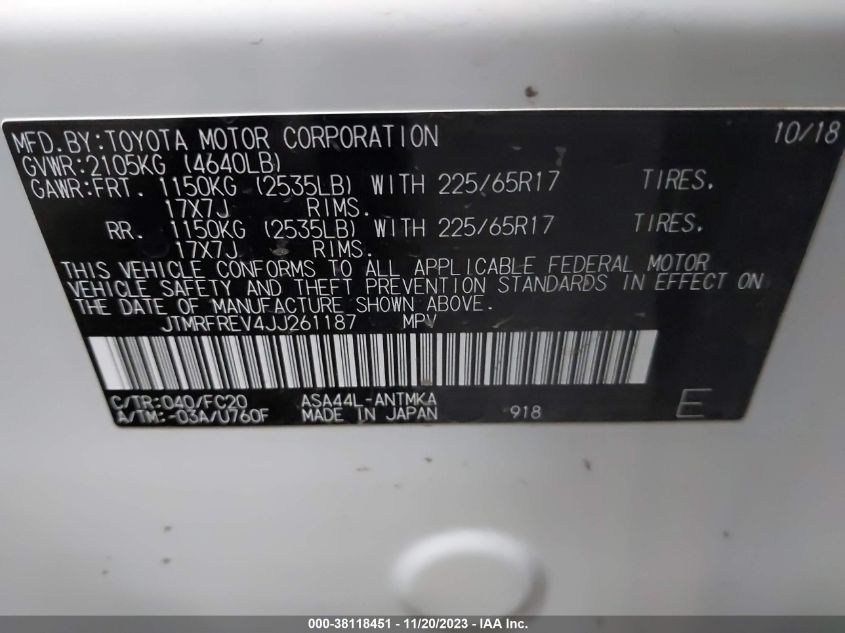 MFD.BY:TOYOTA MOTOR CORPORATION 10/18
GVWR:2105KG (4640LB)
GAWR:FRT. 1150KG (2535LB) WITH 225/65R17 TIRES.
17X7J RIMS.
RR. 1150KG (2535LB) WITH 225/65R17 TIRES.
17X7J RIMS.
THIS VEHICLE CONFORMS TO ALL APPLICABLE FEDERAL MOTOR
VEHICLE SAFETY AND THEFT PREVENTION STANDARDS IN EFFECT ON
THE DATE OF MANUFACTURE SHOWN ABOVE.
JTMRFREV4JJ261187 MPV
C/TR:040/FC20 ASA44L-ANTMKA
A/TM:-03A/U760F MADE IN JAPAN 918 E
000-38118451 - 11/20/2023 - IAA Inc.